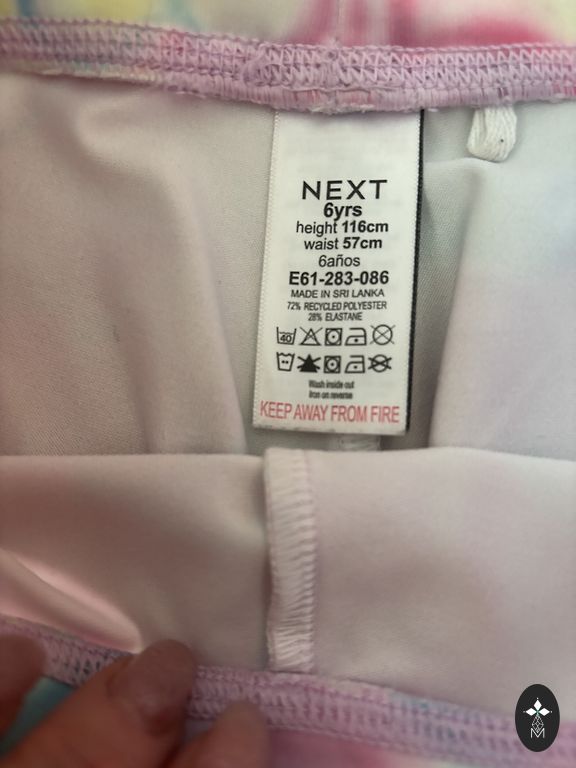 NEXT
6yrs
height 116cm
waist 57cm
6años
E61-283-086
MADE IN SRI LANKA
72% RECYCLED POLYESTER
28% ELASTANE
40
Wash inside out
Iron on reverse
KEEP AWAY FROM FIRE
M